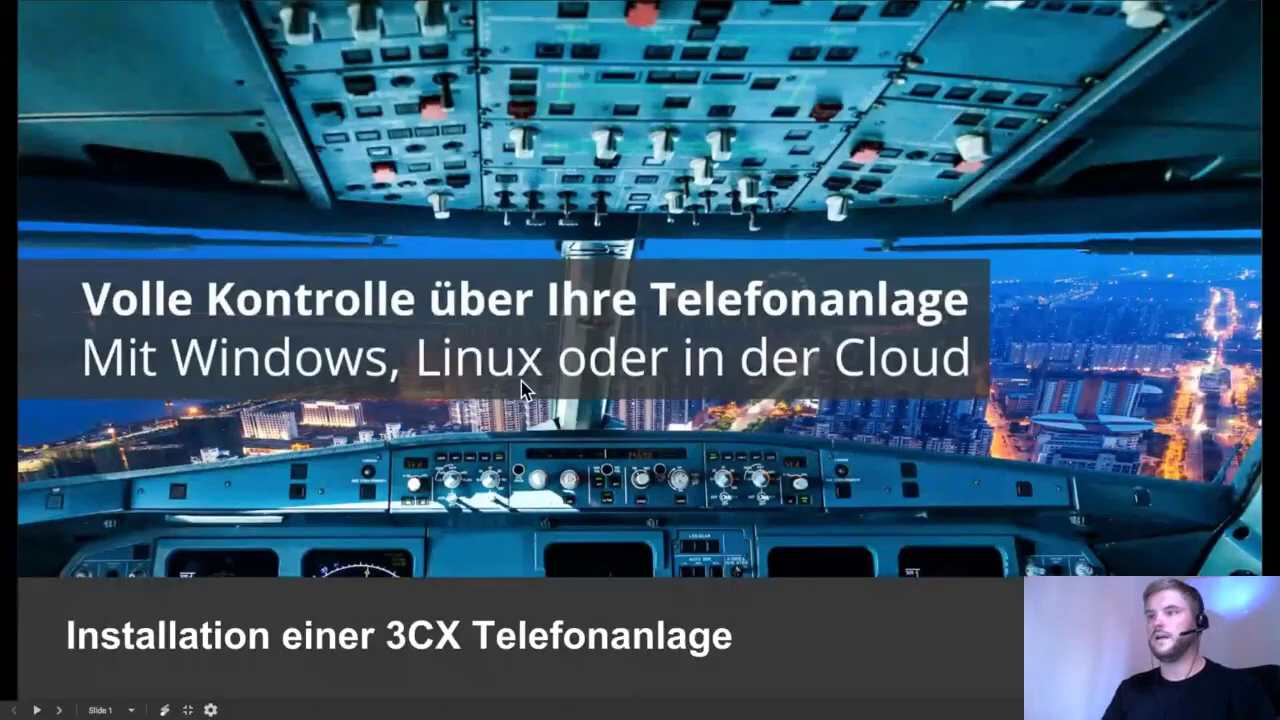 Volle Kontrolle über Ihre Telefonanlage
Mit Windows, Linux oder in der Cloud
Installation einer 3CX Telefonanlage
Slide 1